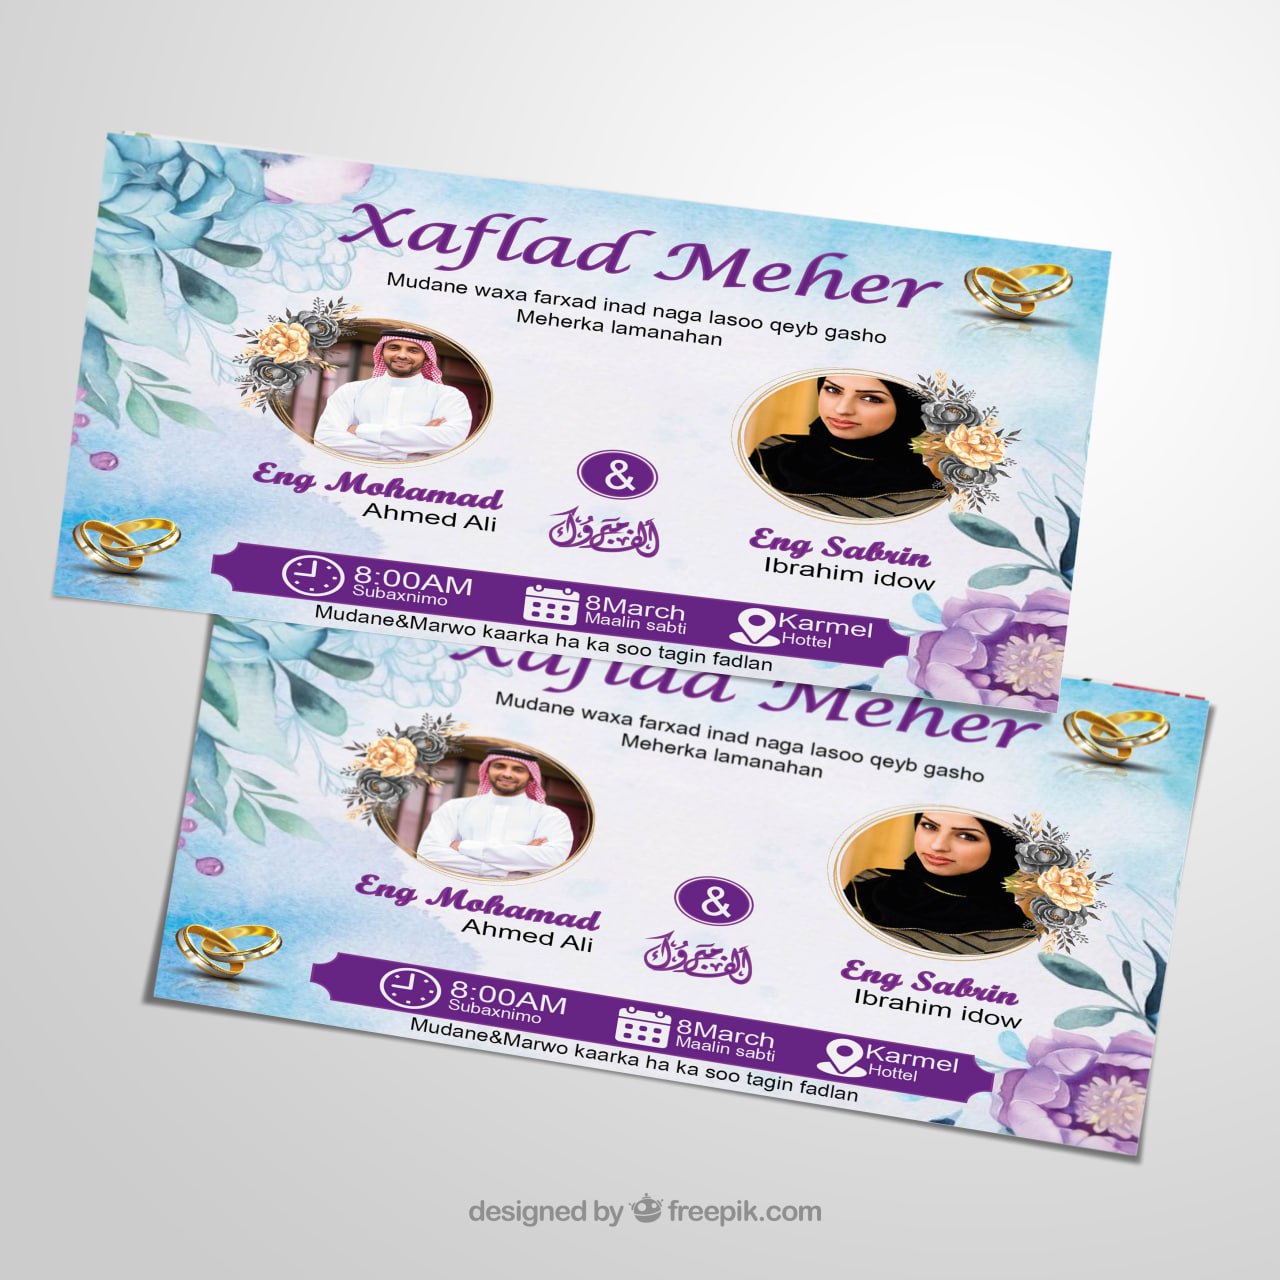 Xaflad Meher
Mudane waxa farxad inad naga lasoo qeyb gasho
Meherka lamanahan
Eng Mohamad
Ahmed Ali
&
Eng Sabrin
Ibrahim idow
8:00AM
Subaxnimo
8March
Maalin sabti
Karmel
Hottel
Mudane&Marwo kaarka ha ka soo tagin fadlan
Xaflad Meher
Mudane waxa farxad inad naga lasoo qeyb gasho
Meherka lamanahan
Eng Mohamad
Ahmed Ali
&
Eng Sabrin
Ibrahim idow
8:00AM
Subaxnimo
8March
Maalin sabti
Karmel
Hottel
Mudane&Marwo kaarka ha ka soo tagin fadlan
designed by freepik.com